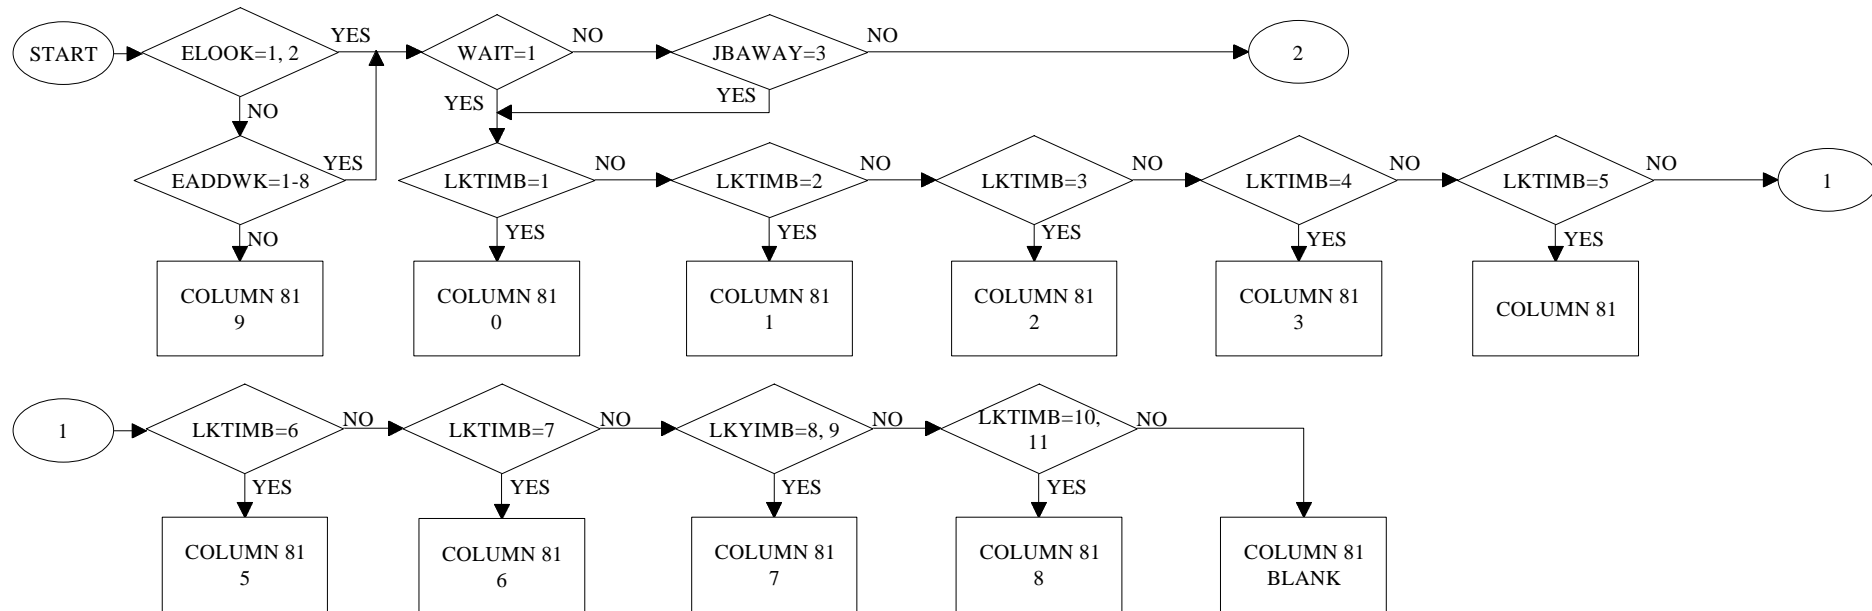 START
ELOOK=1, 2
YES
WAIT=1
NO
JBAWAY=3
NO
2
NO
YES
YES
EADDWK=1-8
YES
LKTIMB=1
NO
LKTIMB=2
NO
LKTIMB=3
NO
LKTIMB=4
NO
LKTIMB=5
NO
1
NO
YES
YES
YES
YES
YES
COLUMN 81
9
COLUMN 81
0
COLUMN 81
1
COLUMN 81
2
COLUMN 81
3
COLUMN 81
1
LKTIMB=6
NO
LKTIMB=7
NO
LKYIMB=8, 9
NO
LKTIMB=10,
11
NO
YES
YES
YES
YES
COLUMN 81
5
COLUMN 81
6
COLUMN 81
7
COLUMN 81
8
COLUMN 81
BLANK